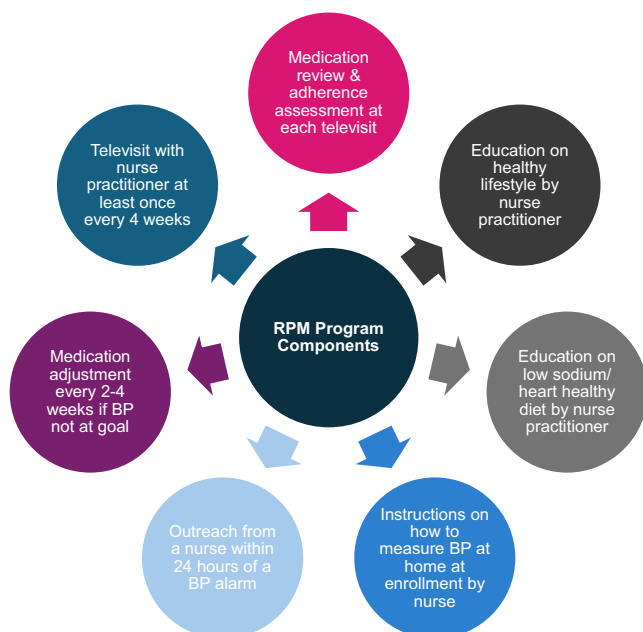 Medication
review &
adherence
assessment at
each televisit
Televisit with
nurse
practitioner at
least once
every 4 weeks
Education on
healthy
lifestyle by
nurse
practitioner
RPM Program
Components
Medication
adjustment
every 2-4
weeks if BP
not at goal
Education on
low sodium/
heart healthy
diet by nurse
practitioner
Outreach from
a nurse within
24 hours of a
BP alarm
Instructions on
how to
measure BP at
home at
enrollment by
nurse